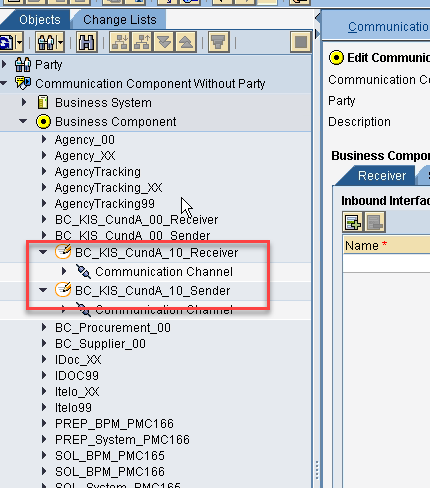 Objects
Change Lists
Party
Communication Component Without Party
Business System
Business Component
Agency_00
Agency_XX
AgencyTracking
AgencyTracking_XX
AgencyTracking99
BC_KIS_CundA_00_Receiver
BC_KIS_CundA_00_Sender
BC_KIS_CundA_10_Receiver
Communication Channel
BC_KIS_CundA_10_Sender
Communication Channel
BC_Procurement_00
BC_Supplier_00
IDoc_XX
IDOC99
Itelo_XX
Itelo99
PREP_BPM_PMC166
PREP_System_PMC166
SOL_BPM_PMC165
SOL_BPM_PMC166
SOL_System_PMC165
Communication
Edit Communic
Communication Co
Party
Description
Business Compo
Receiver
Inbound Interfac
Name *